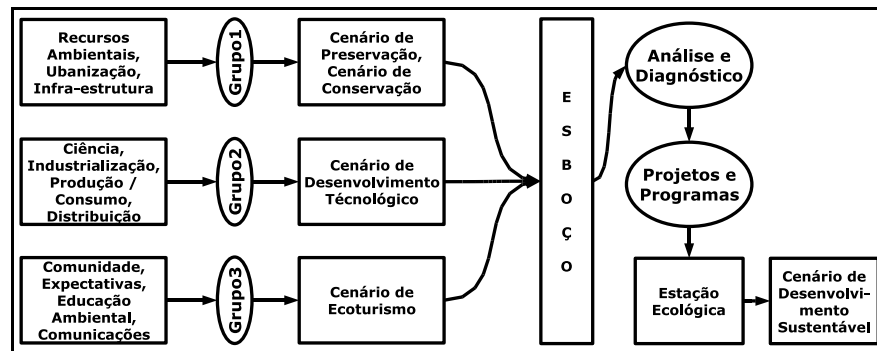 Recursos
Ambientais,
Ubanização,
Infra-estrutura
Grupo1
Cenário de
Preservação,
Cenário de
Conservação
Ciência,
Industrialização,
Produção /
Consumo,
Distribuição
Grupo2
Cenário de
Desenvolvimento
Técnológico
Comunidade,
Expectativas,
Educação
Ambiental,
Comunicações
Grupo3
Cenário de
Ecoturismo
E
S
B
O
Ç
O
Análise e
Diagnóstico
Projetos e
Programas
Estação
Ecológica
Cenário de
Desenvolvi-
mento
Sustentável